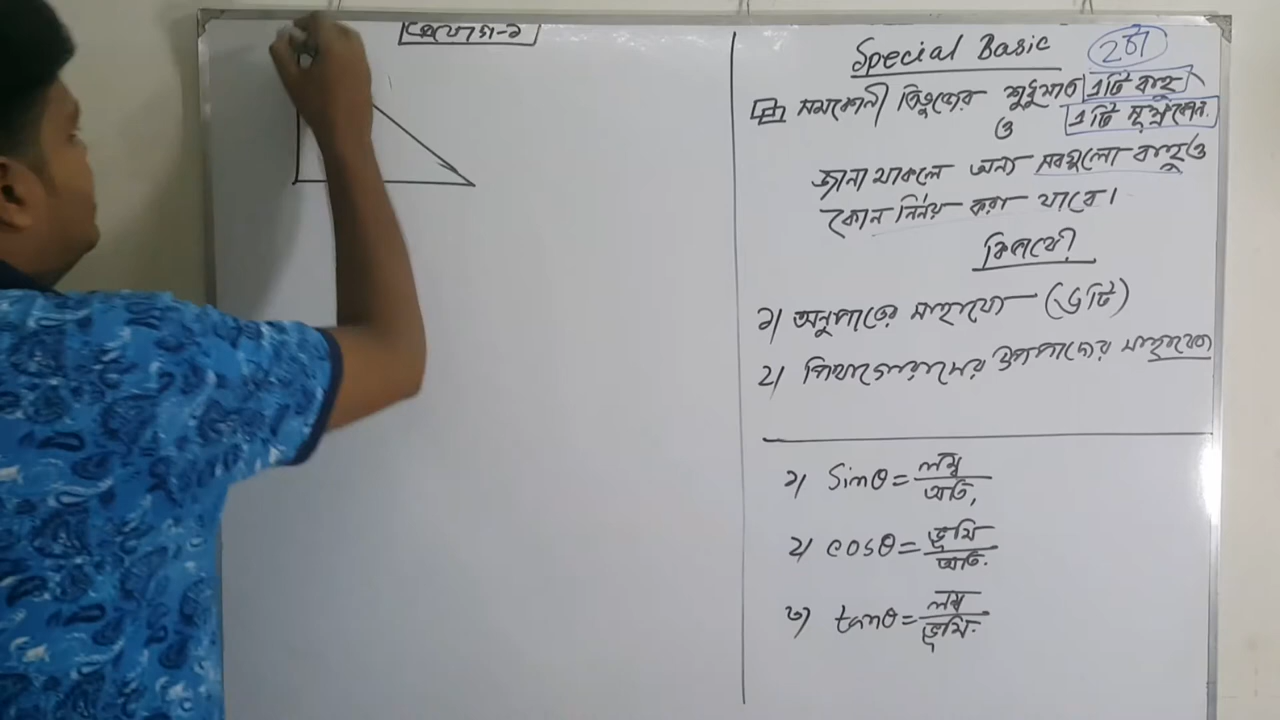 প্রয়োগ-১
Special Basic
২টা
সমকোনী ত্রিভুজের শুধুমাত্র ১টি বাহু
ও ১টি সূক্ষ্মকোন
জানা থাকলে অন্য সবগুলো বাহু ও
কোন নির্নয় করা যাবে।
কিভাবে?
১) অনুপাতের সাহায্যে (৬টি)
২) পিথাগোরাসের উপপাদ্যের সাহায্যে
১) Sinθ = লম্ব / অতি,
২) cosθ = ভূমি / অতি.
৩) tanθ = লম্ব / ভূমি.